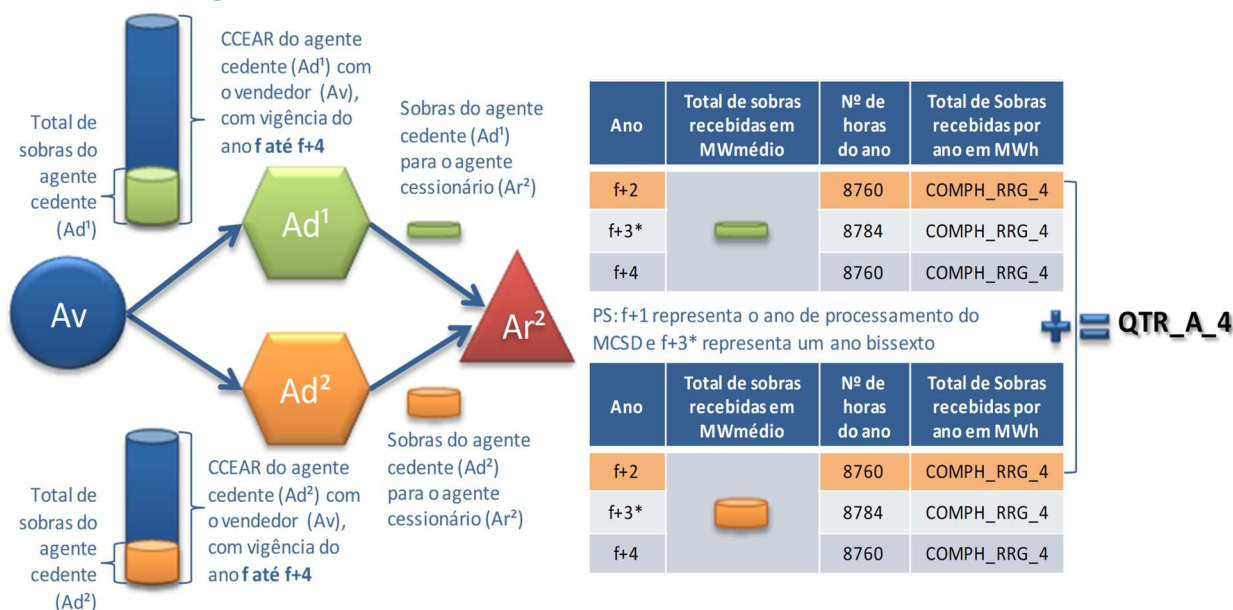 CCEAR do agente
cedente (Ad¹) com
o vendedor (Av),
com vigência do
ano f até f+4
Total de
sobras do
agente
cedente
(Ad¹)
Sobras do agente
cedente (Ad¹)
para o agente
cessionário (Ar²)
Ad¹
Av
Ar²
Ad²
Sobras do agente
cedente (Ad²)
para o agente
cessionário (Ar²)
CCEAR do agente
cedente (Ad²) com
o vendedor (Av),
com vigência do
ano f até f+4
Total de
sobras do
agente
cedente
(Ad²)
Ano Total de sobras recebidas em MWmédio Nº de horas do ano Total de Sobras recebidas por ano em MWh
f+2 8760 COMPH_RRG_4
f+3* 8784 COMPH_RRG_4
f+4 8760 COMPH_RRG_4
PS: f+1 representa o ano de processamento do
MCSD e f+3* representa um ano bissexto
+ = QTR_A_4
Ano Total de sobras recebidas em MWmédio Nº de horas do ano Total de Sobras recebidas por ano em MWh
f+2 8760 COMPH_RRG_4
f+3* 8784 COMPH_RRG_4
f+4 8760 COMPH_RRG_4